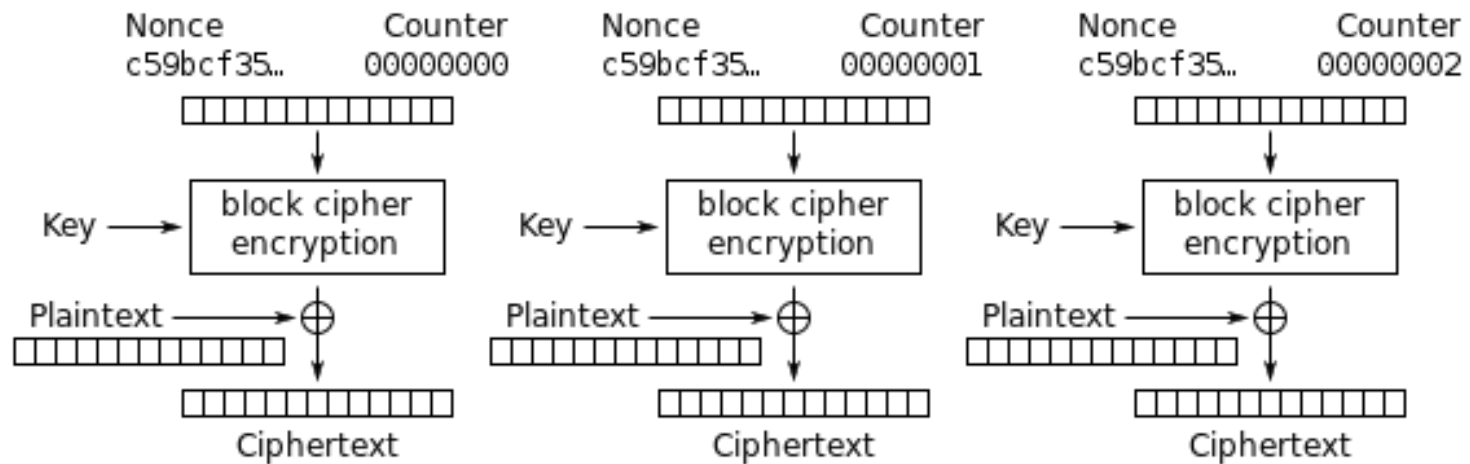 Nonce Counter Nonce Counter Nonce Counter
c59bcf35… 00000000 c59bcf35… 00000001 c59bcf35… 00000002
block cipher block cipher block cipher
Key Key Key
encryption encryption encryption
Plaintext Plaintext Plaintext
Ciphertext Ciphertext Ciphertext